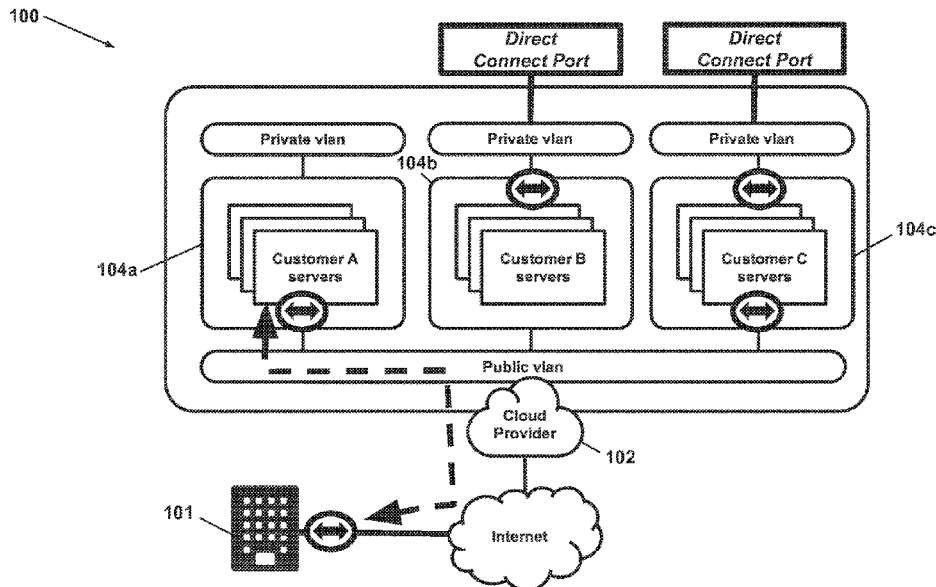 100
Direct
Connect Port
Direct
Connect Port
Private vlan
Private vlan
Private vlan
104b
104a
104c
Customer A
servers
Customer B
servers
Customer C
servers
Public vlan
Cloud
Provider
102
101
Internet